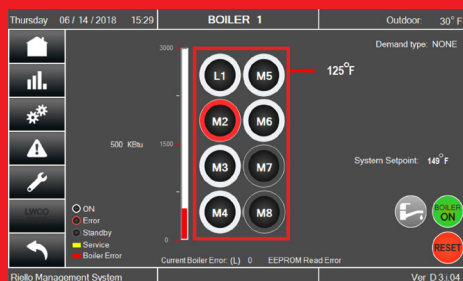 Thursday 06 / 14 / 2018 15:29 BOILER 1 Outdoor: 30°F
Demand type: NONE
3000
L1 M5 125°F
M2 M6
500 KBtu 1500
System Setpoint: 149°F
M3 M7
LWCO
ON
Error
Standby
Service
Boiler Error
M4 M8
BOILER
ON
RESET
0
Current Boiler Error: (L) 0 EEPROM Read Error
Riello Management System Ver D 3 i.04